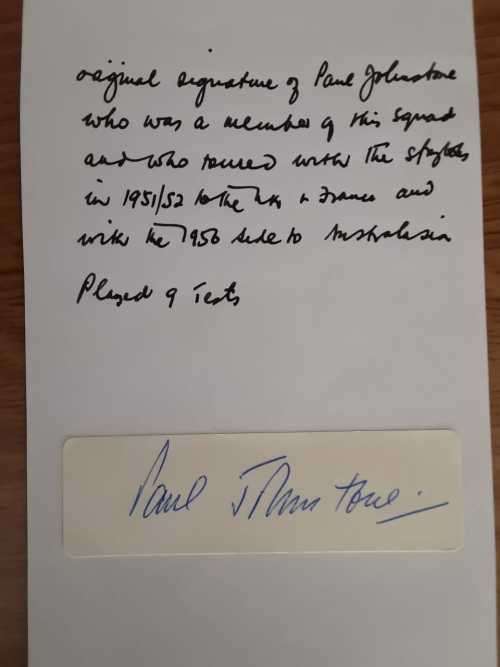 original signature of Paul Johnstone
who was a member of this squad
and who toured with the
in 1951/52 to the UK & France and
with the 1956 side to Australasia
Played 9 Tests
Paul Johnstone.